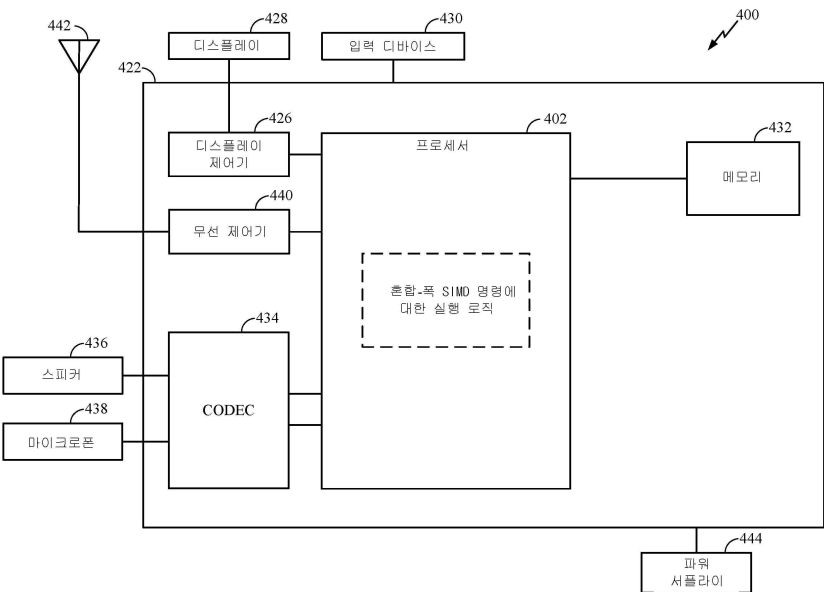 442
428
디스플레이
430
입력 디바이스
400
422
426
디스플레이
제어기
402
프로세서
432
메모리
440
무선 제어기
혼합-폭 SIMD 명령에
대한 실행 로직
434
CODEC
436
스피커
438
마이크로폰
444
파워
서플라이